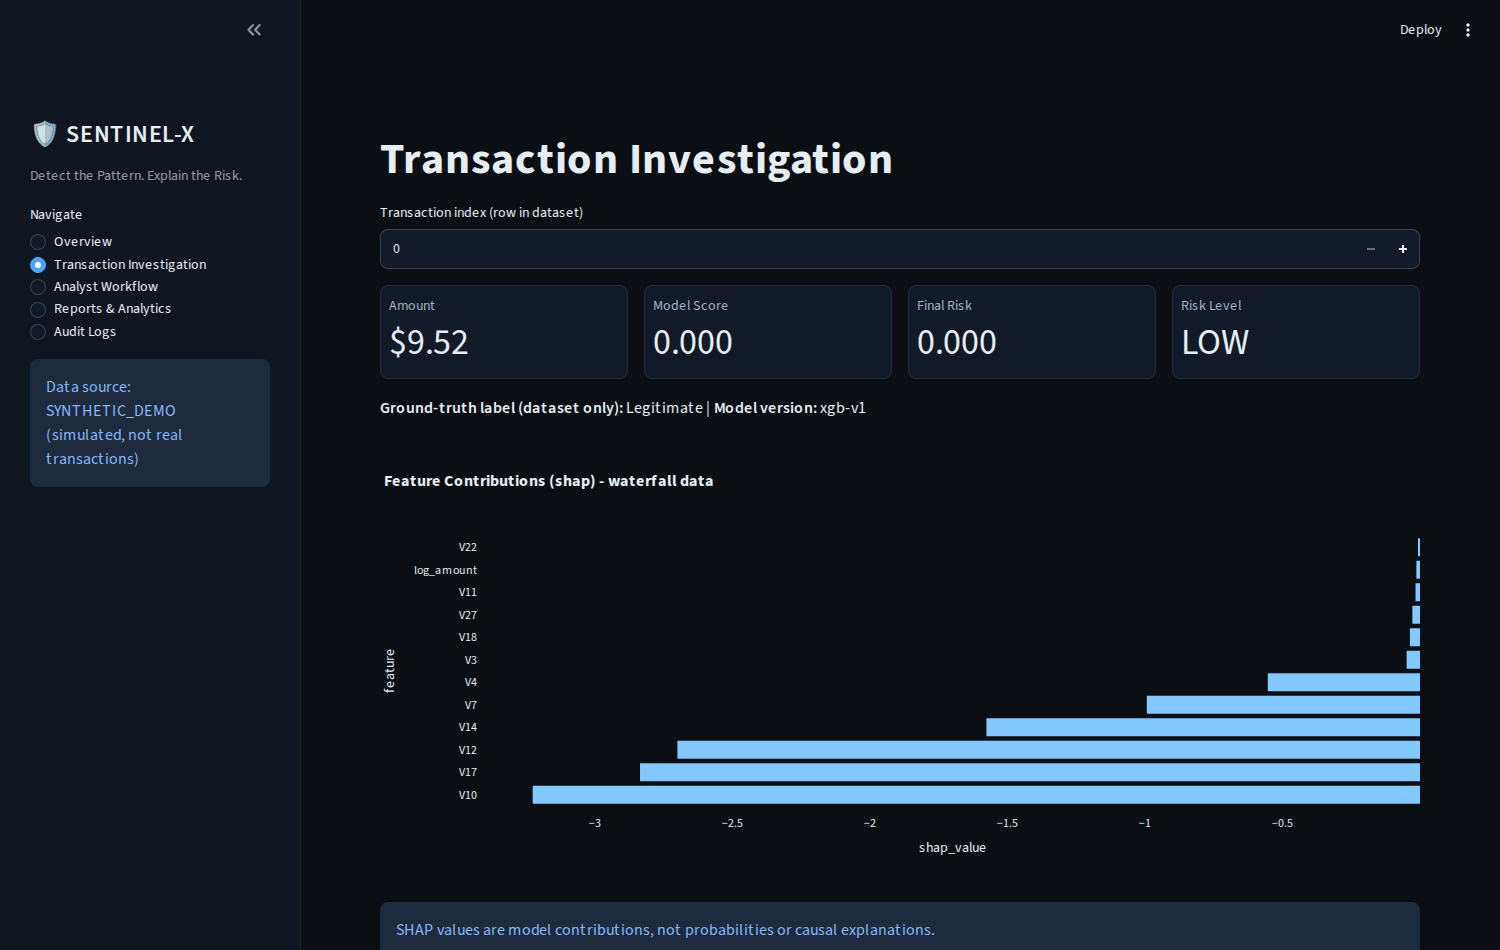 Deploy
🛡️ SENTINEL-X
Detect the Pattern. Explain the Risk.
Navigate
Overview
Transaction Investigation
Analyst Workflow
Reports & Analytics
Audit Logs
Data source:
SYNTHETIC_DEMO
(simulated, not real
transactions)
Transaction Investigation
Transaction index (row in dataset)
0
Amount
$9.52
Model Score
0.000
Final Risk
0.000
Risk Level
LOW
Ground-truth label (dataset only): Legitimate | Model version: xgb-v1
Feature Contributions (shap) - waterfall data
feature
V22
log_amount
V11
V27
V18
V3
V4
V7
V14
V12
V17
V10
−3 −2.5 −2 −1.5 −1 −0.5
shap_value
SHAP values are model contributions, not probabilities or causal explanations.